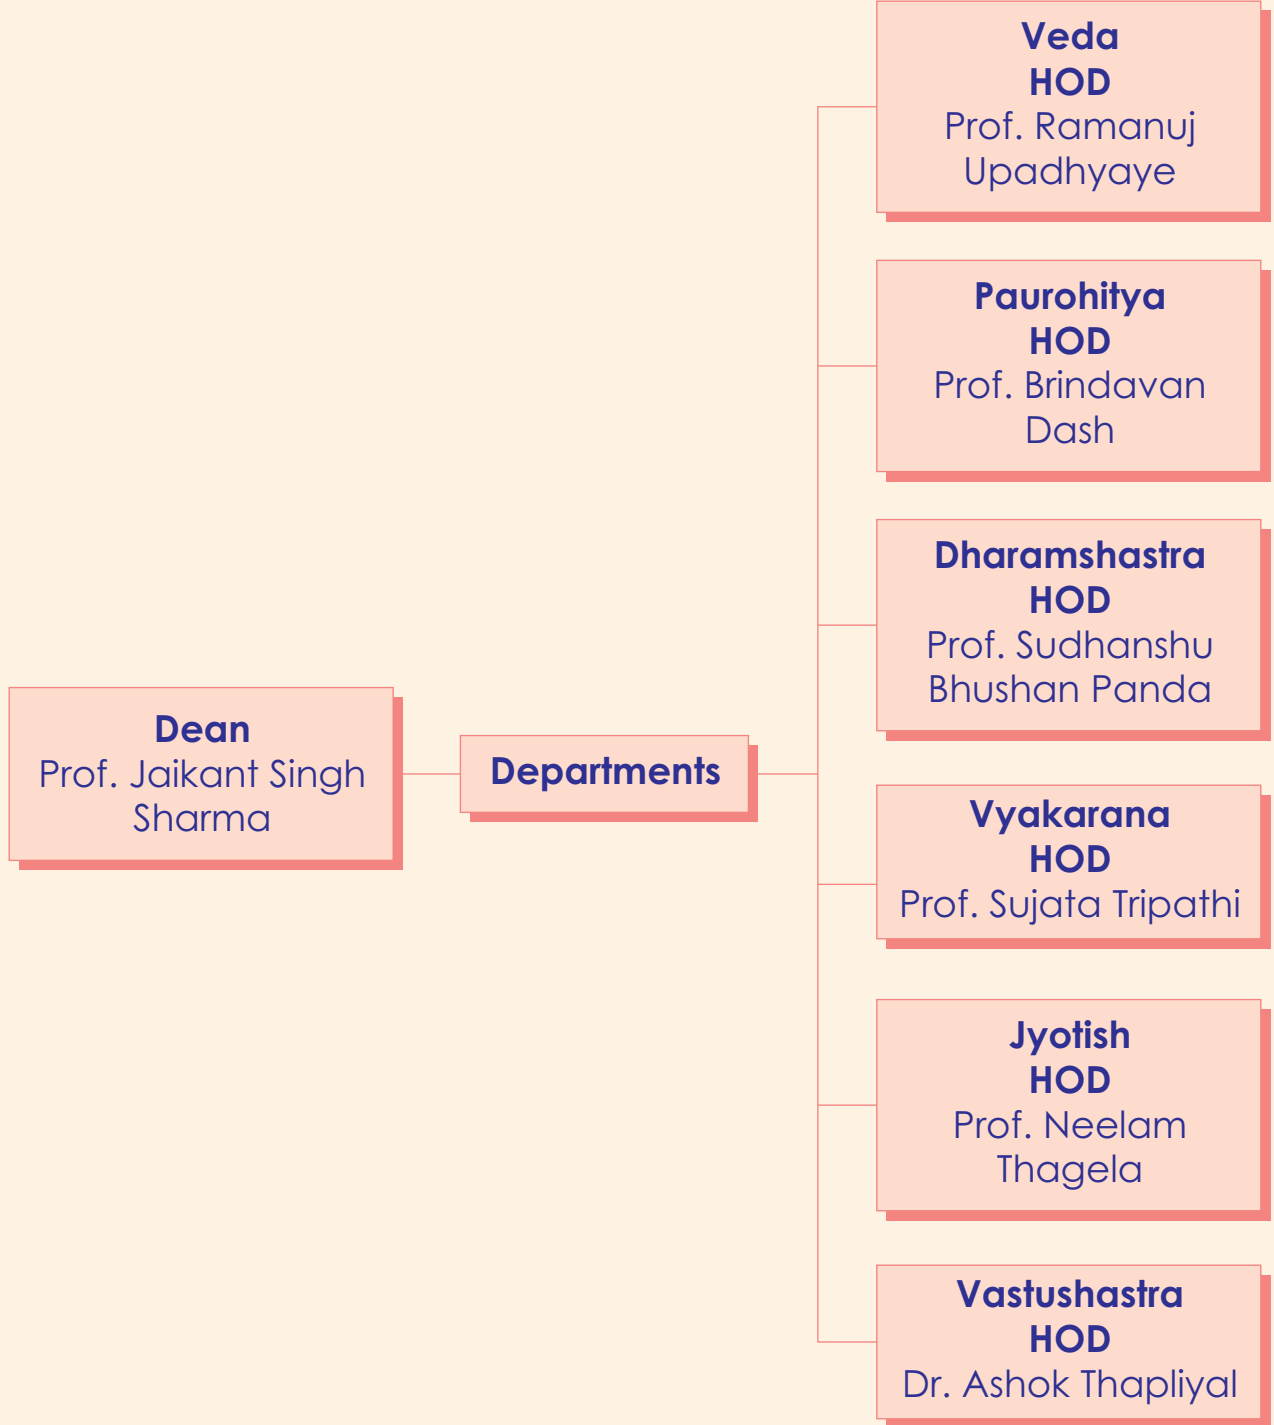 Dean
Prof. Jaikant Singh
Sharma
Departments
Veda
HOD
Prof. Ramanuj
Upadhyaye
Paurohitya
HOD
Prof. Brindavan
Dash
Dharamshastra
HOD
Prof. Sudhanshu
Bhushan Panda
Vyakarana
HOD
Prof. Sujata Tripathi
Jyotish
HOD
Prof. Neelam
Thagela
Vastushastra
HOD
Dr. Ashok Thapliyal